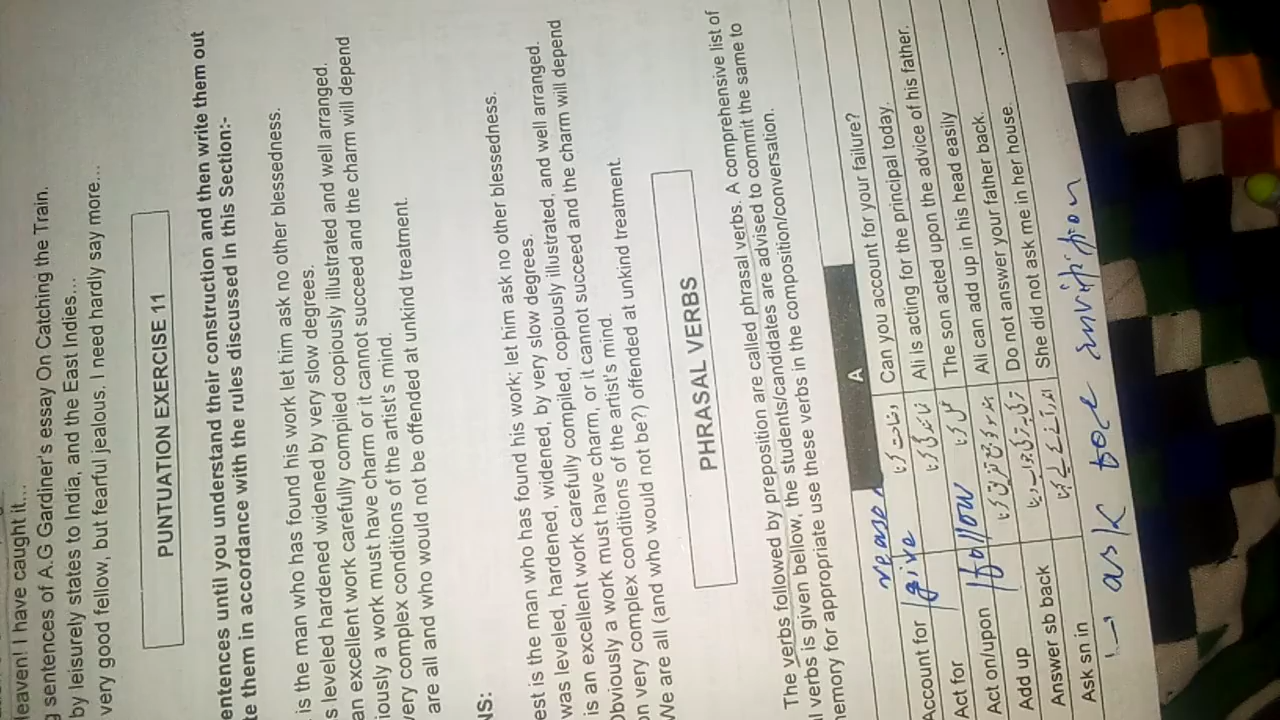 leaven! I have caught it...
g sentences of A.G Gardiner's essay On Catching the Train.
by leisurely states to India, and the East Indies...
very good fellow, but fearful jealous. I need hardly say more...
PUNTUATION EXERCISE 11
entences until you understand their construction and then write them out
te them in accordance with the rules discussed in this Section:-
is the man who has found his work let him ask no other blessedness.
s leveled hardened widened by very slow degrees.
an excellent work carefully compiled copiously illustrated and well arranged.
iously a work must have charm or it cannot succeed and the charm will depend
very complex conditions of the artist's mind.
are all and who would not be offended at unkind treatment.
NS:
est is the man who has found his work; let him ask no other blessedness.
was leveled, hardened, widened, by very slow degrees.
is an excellent work carefully compiled, copiously illustrated, and well arranged.
Obviously a work must have charm, or it cannot succeed and the charm will depend
on very complex conditions of the artist's mind.
We are all (and who would not be?) offended at unkind treatment.
PHRASAL VERBS
The verbs followed by preposition are called phrasal verbs. A comprehensive list of
al verbs is given bellow, the students/candidates are advised to commit the same to
memory for appropriate use these verbs in the composition/conversation.
A
Account for give وضاحت کرنا Can you account for your failure?
Act for نمائندگی کرنا Ali is acting for the principal today.
Act on/upon follow عمل کرنا The son acted upon the advice of his father.
Add up Ali can add up in his head easily
Answer sb back Do not answer your father back.
Ask sn in She did not ask me in her house.
ask to